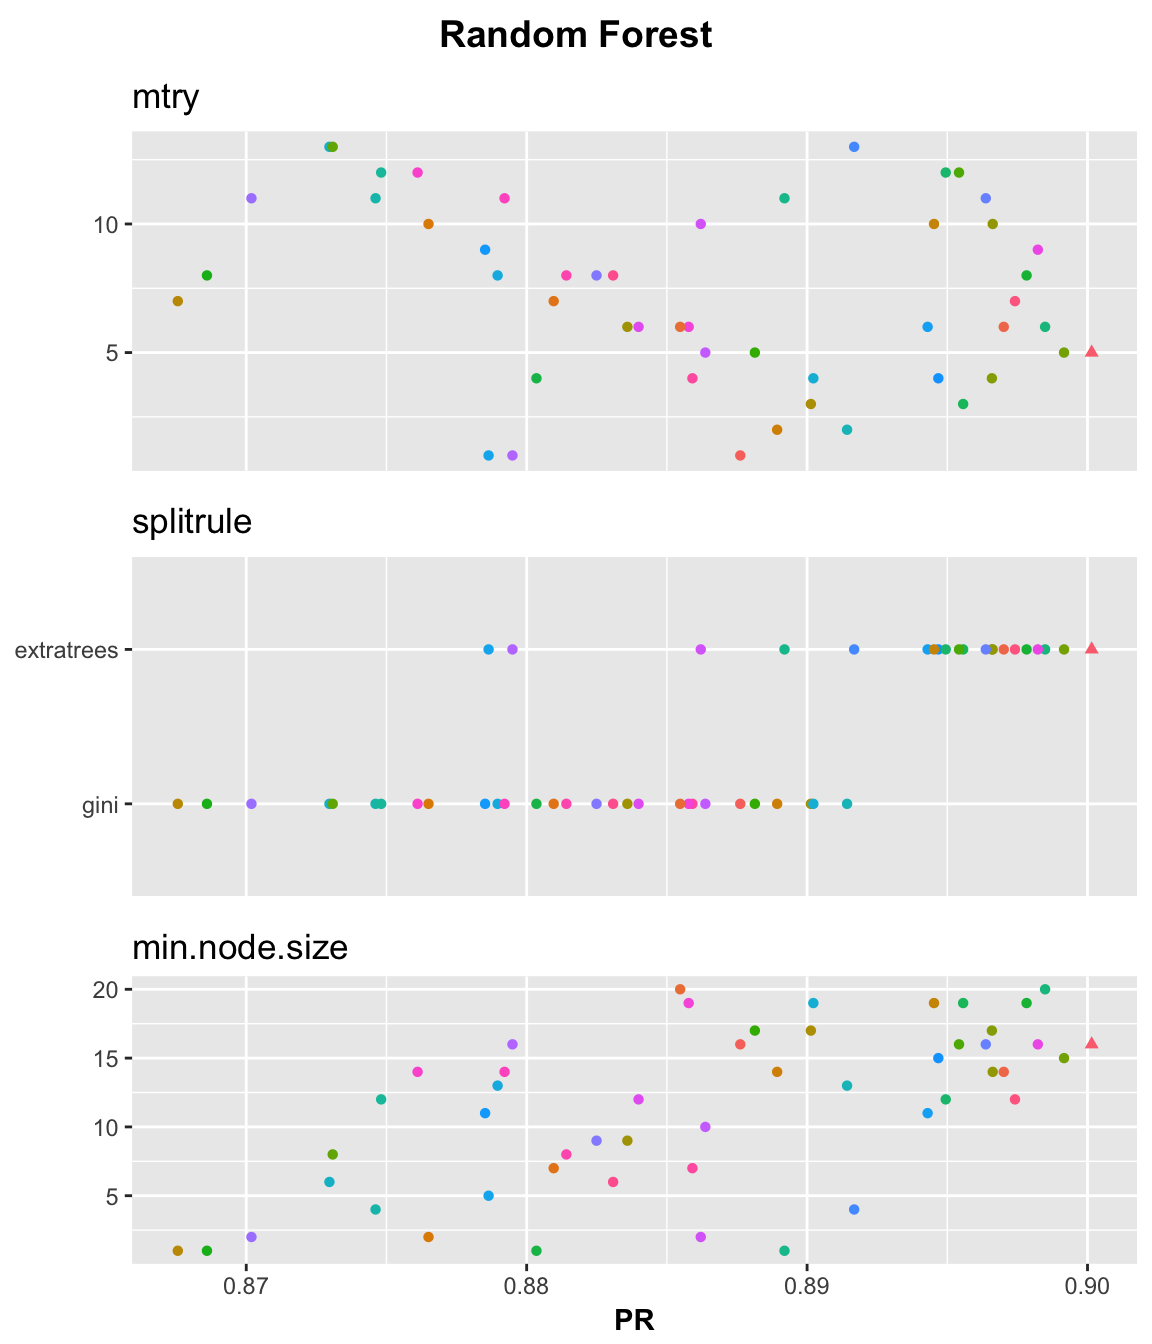 Random Forest
mtry
10
5
splitrule
extratrees
gini
min.node.size
20
15
10
5
0.87 0.88 0.89 0.90
PR